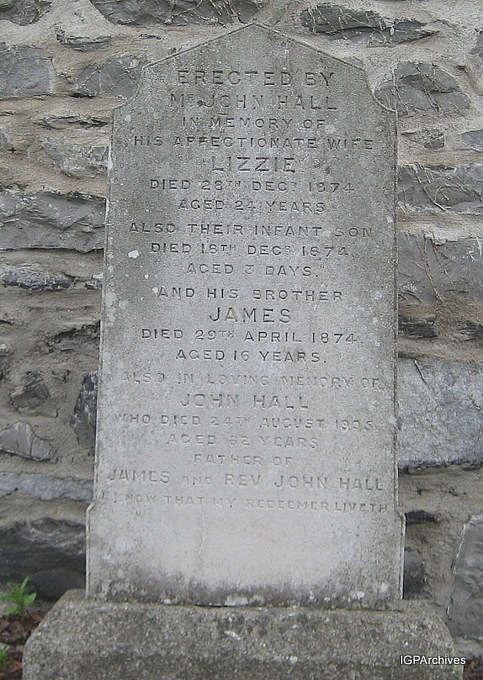 ERECTED BY
MR JOHN HALL
IN MEMORY OF
HIS AFFECTIONATE WIFE
LIZZIE
DIED 28TH DECR 1874
AGED 24 YEARS
ALSO THEIR INFANT SON
DIED 18TH DECR 1874
AGED 3 DAYS.
AND HIS BROTHER
JAMES
DIED 29TH APRIL 1874
AGED 16 YEARS.
ALSO IN LOVING MEMORY OF
JOHN HALL
WHO DIED 24TH AUGUST
AGED 62 YEARS
FATHER OF
JAMES AND REV JOHN HALL
I KNOW THAT MY REDEEMER LIVETH
IGPArchives